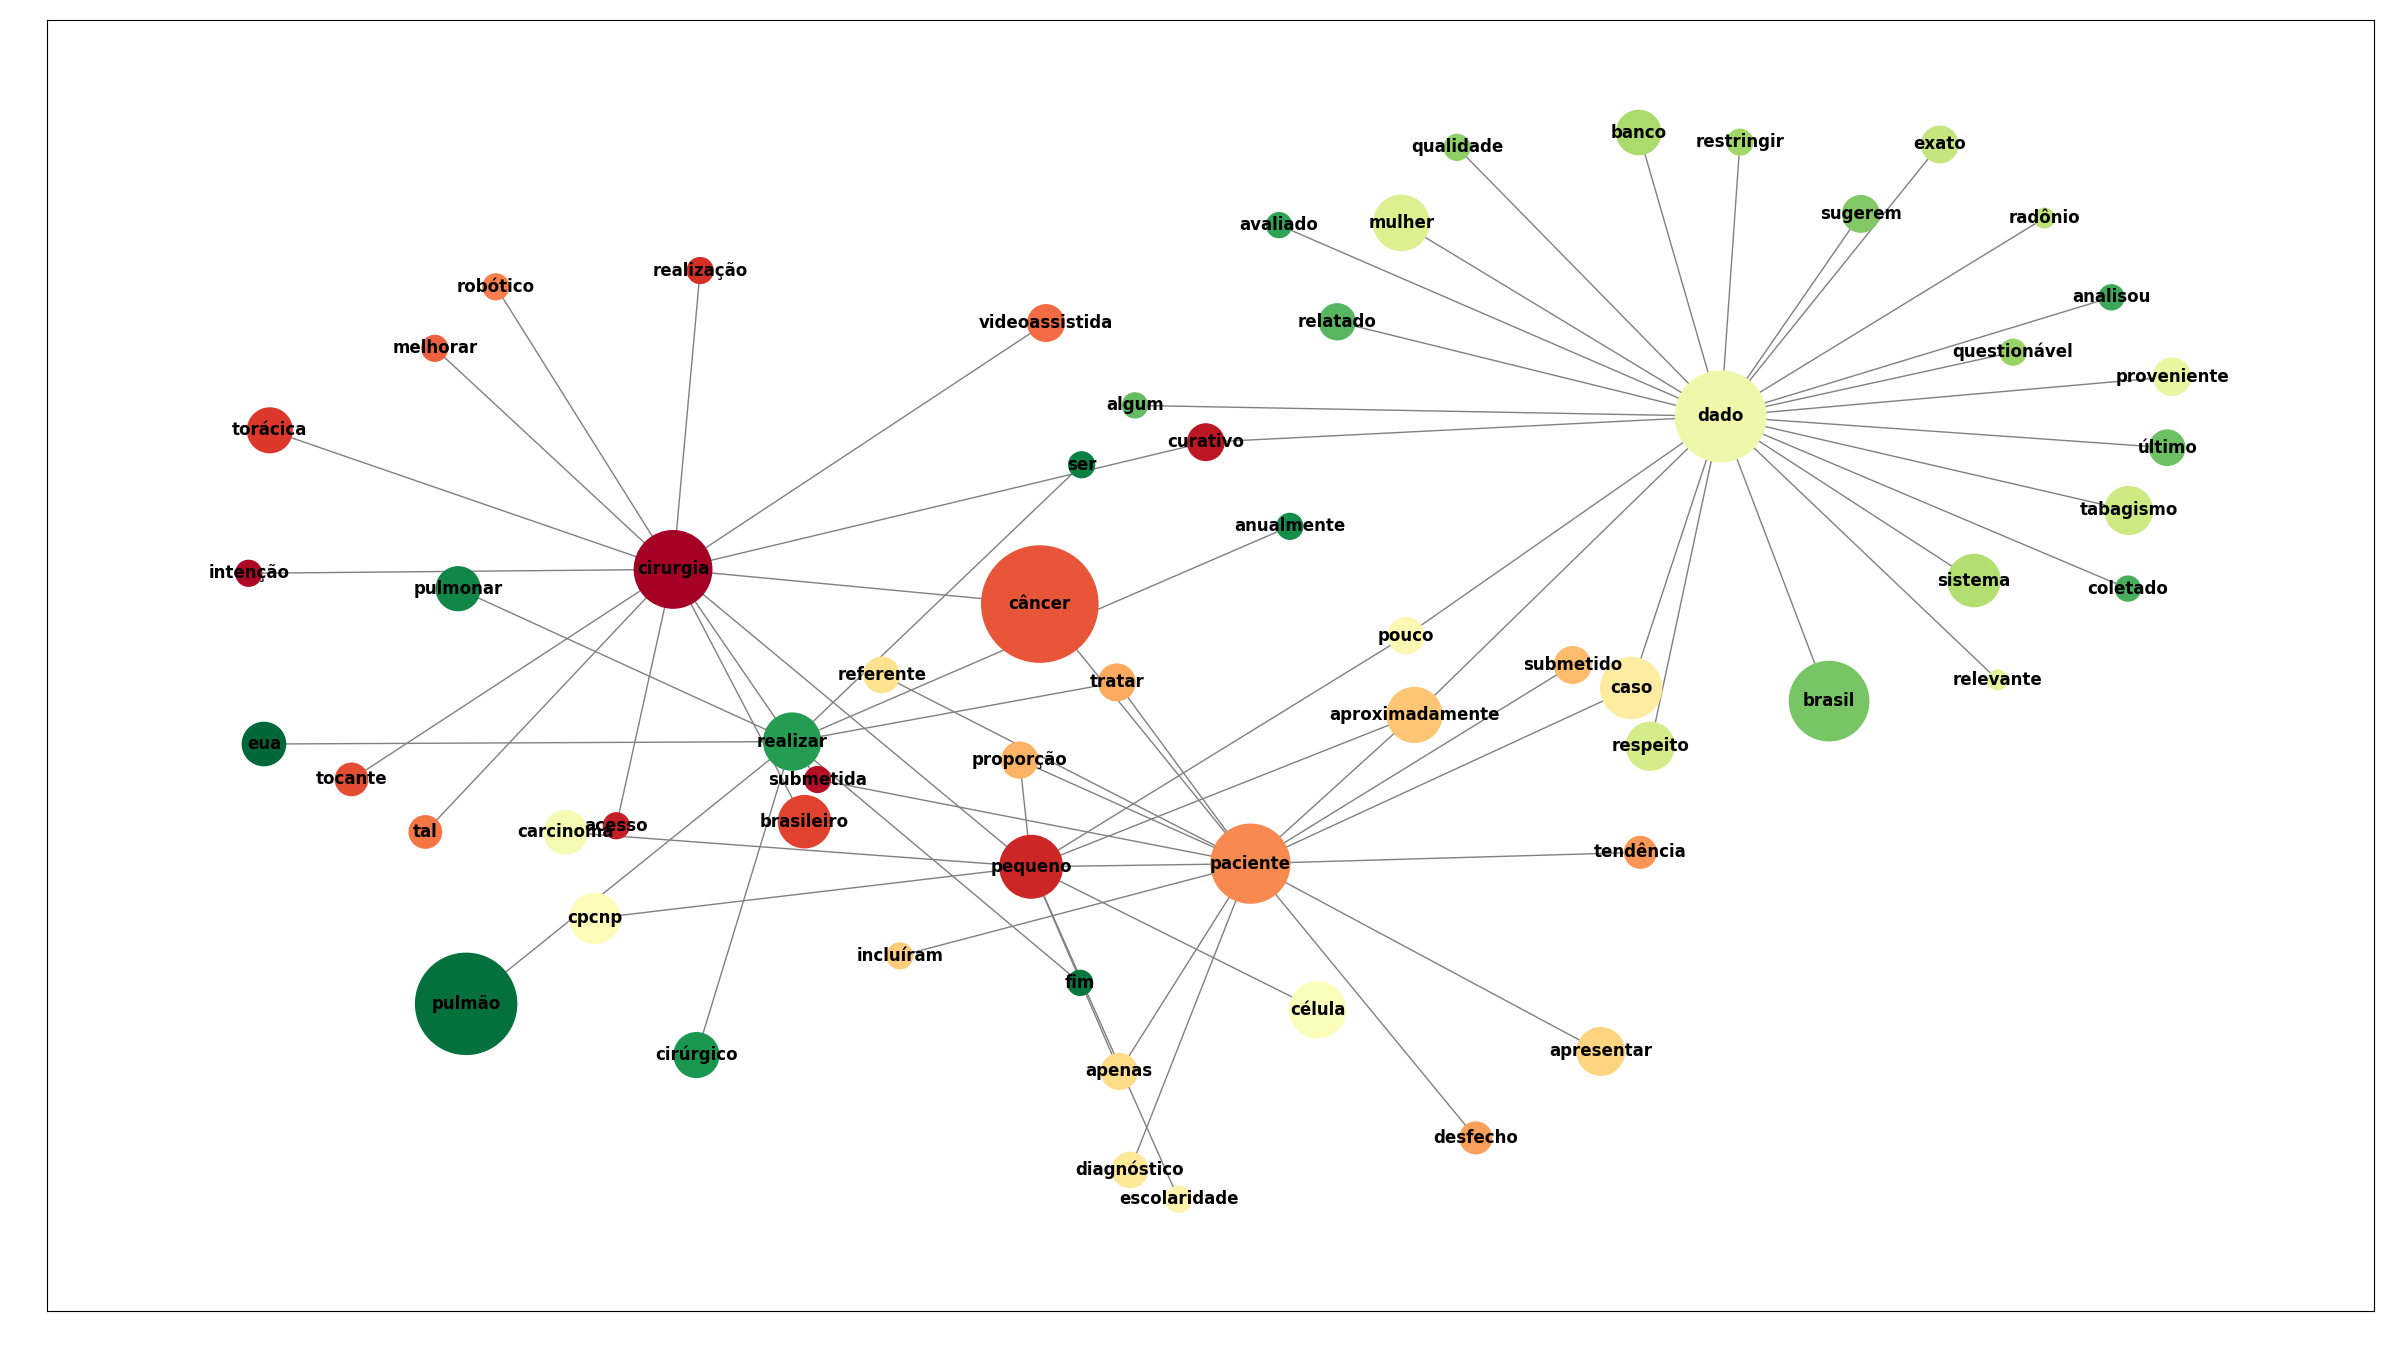 banco
restringir
exato
qualidade
sugerem
radônio
mulher
avaliado
realização
robótico
analisou
relatado
videoassistida
melhorar
questionável
proveniente
algum
dado
torácica
curativo
último
ser
tabagismo
anualmente
cirurgia
intenção
sistema
pulmonar
coletado
câncer
pouco
submetido
referente
relevante
tratar
caso
brasil
aproximadamente
realizar
eua
respeito
proporção
tocante
submetida
brasileiro
acesso
tal
carcinoma
tendência
paciente
pequeno
cpcnp
incluíram
fim
pulmão
célula
apresentar
cirúrgico
apenas
desfecho
diagnóstico
escolaridade